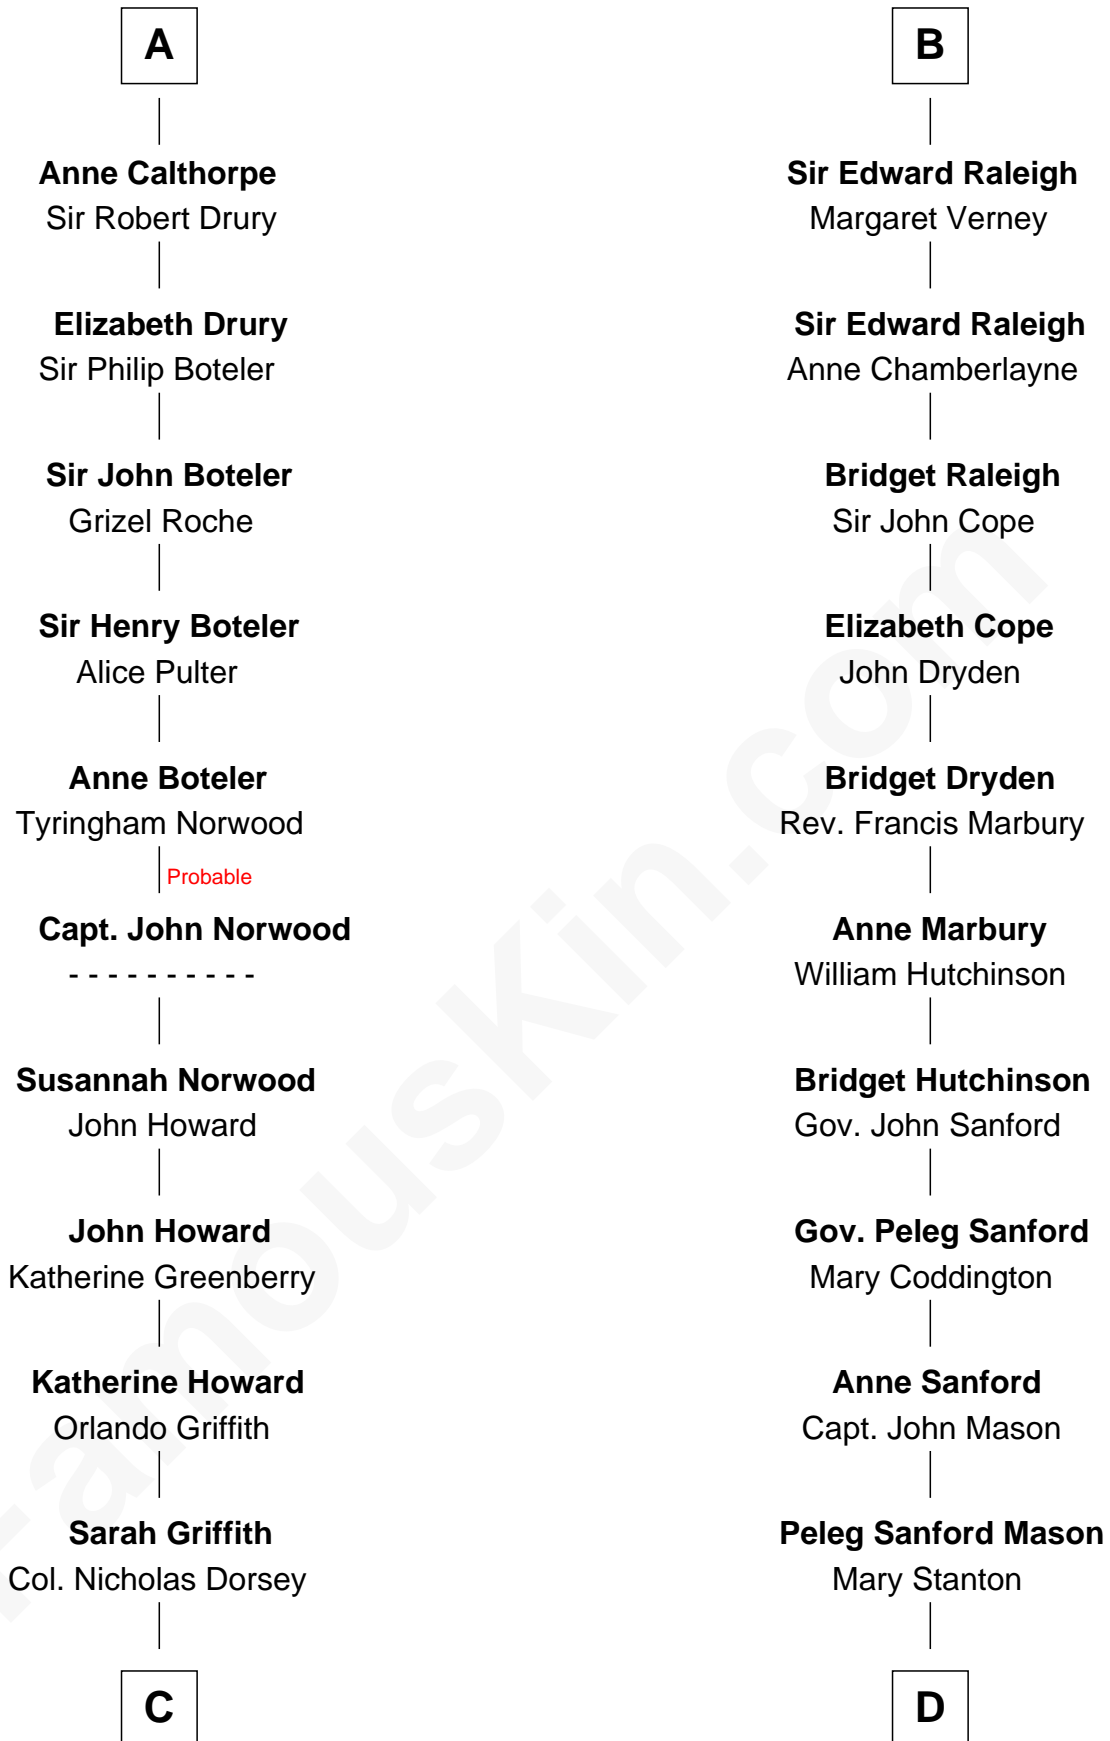 A
Anne Calthorpe
Sir Robert Drury
Elizabeth Drury
Sir Philip Boteler
Sir John Boteler
Grizel Roche
Sir Henry Boteler
Alice Pulter
Anne Boteler
Tyringham Norwood
Probable
Capt. John Norwood
- - - - - - - - - -
Susannah Norwood
John Howard
John Howard
Katherine Greenberry
Katherine Howard
Orlando Griffith
Sarah Griffith
Col. Nicholas Dorsey
C
B
Sir Edward Raleigh
Margaret Verney
Sir Edward Raleigh
Anne Chamberlayne
Bridget Raleigh
Sir John Cope
Elizabeth Cope
John Dryden
Bridget Dryden
Rev. Francis Marbury
Anne Marbury
William Hutchinson
Bridget Hutchinson
Gov. John Sanford
Gov. Peleg Sanford
Mary Coddington
Anne Sanford
Capt. John Mason
Peleg Sanford Mason
Mary Stanton
D
FamousKin.com